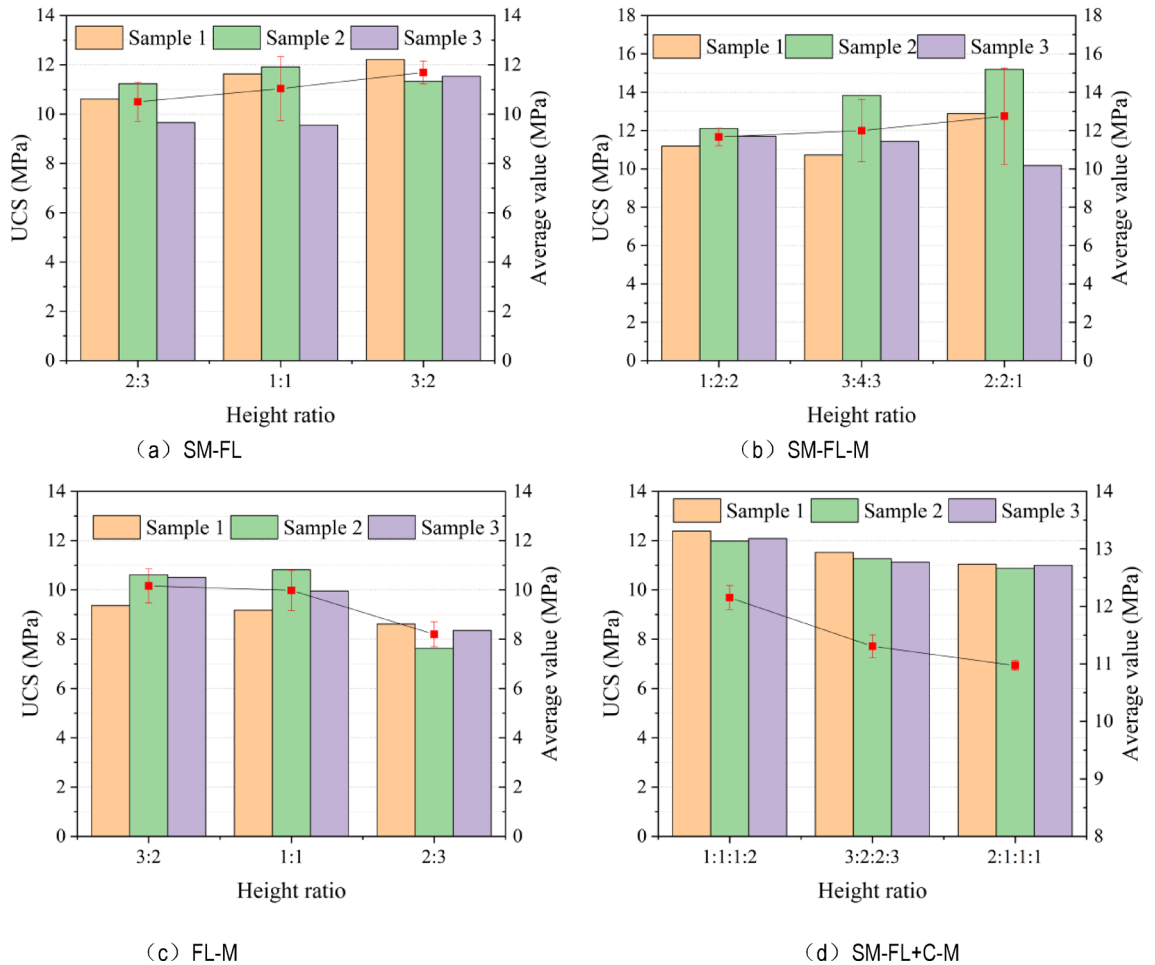 14
12
10
8
6
4
2
0
UCS (MPa)
Sample 1 Sample 2 Sample 3
14
12
10
8
6
4
2
0
Average value (MPa)
2:3 1:1 3:2
Height ratio
（a）SM-FL
18
16
14
12
10
8
6
4
2
0
UCS (MPa)
Sample 1 Sample 2 Sample 3
18
16
14
12
10
8
6
4
2
0
Average value (MPa)
1:2:2 3:4:3 2:2:1
Height ratio
（b）SM-FL-M
14
12
10
8
6
4
2
0
UCS (MPa)
Sample 1 Sample 2 Sample 3
14
12
10
8
6
4
2
0
Average value (MPa)
3:2 1:1 2:3
Height ratio
（c）FL-M
14
12
10
8
6
4
2
0
UCS (MPa)
Sample 1 Sample 2 Sample 3
14
13
12
11
10
9
8
Average value (MPa)
1:1:1:2 3:2:2:3 2:1:1:1
Height ratio
（d）SM-FL+C-M